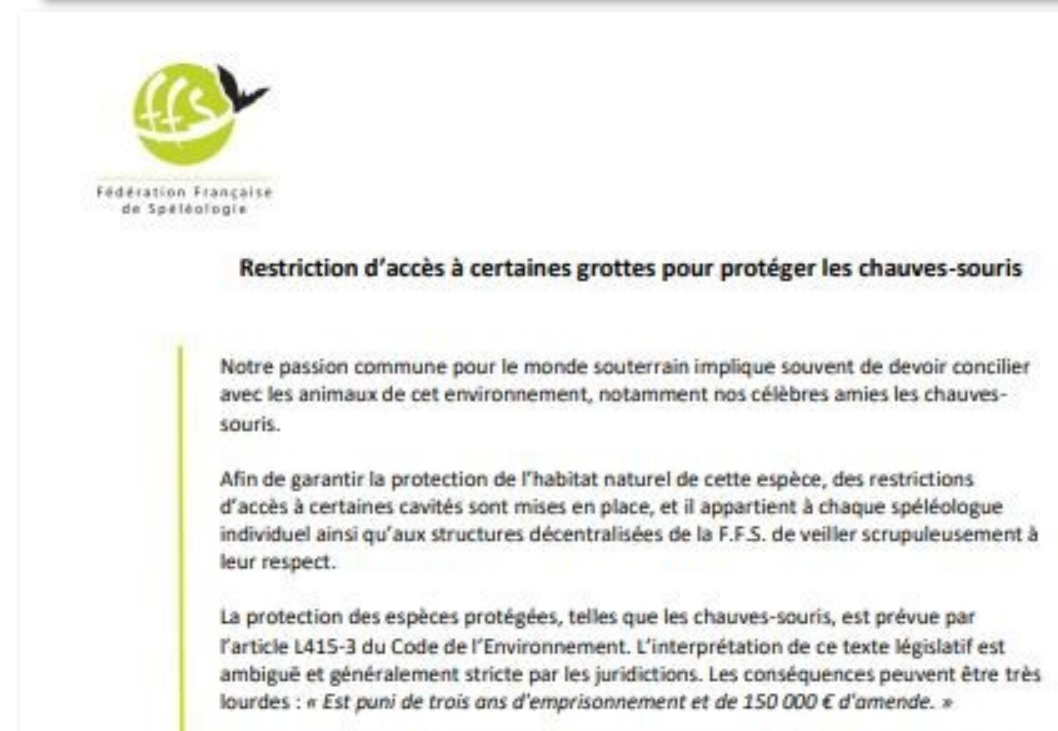 ffs
Fédération Française
de Spéléologie
Restriction d'accès à certaines grottes pour protéger les chauves-souris
Notre passion commune pour le monde souterrain implique souvent de devoir concilier
avec les animaux de cet environnement, notamment nos célèbres amies les chauves-
souris.
Afin de garantir la protection de l'habitat naturel de cette espèce, des restrictions
d'accès à certaines cavités sont mises en place, et il appartient à chaque spéléologue
individuel ainsi qu'aux structures décentralisées de la F.F.S. de veiller scrupuleusement à
leur respect.
La protection des espèces protégées, telles que les chauves-souris, est prévue par
l'article L415-3 du Code de l'Environnement. L'interprétation de ce texte législatif est
ambiguë et généralement stricte par les juridictions. Les conséquences peuvent être très
lourdes : « Est puni de trois ans d'emprisonnement et de 150 000 € d'amende. »